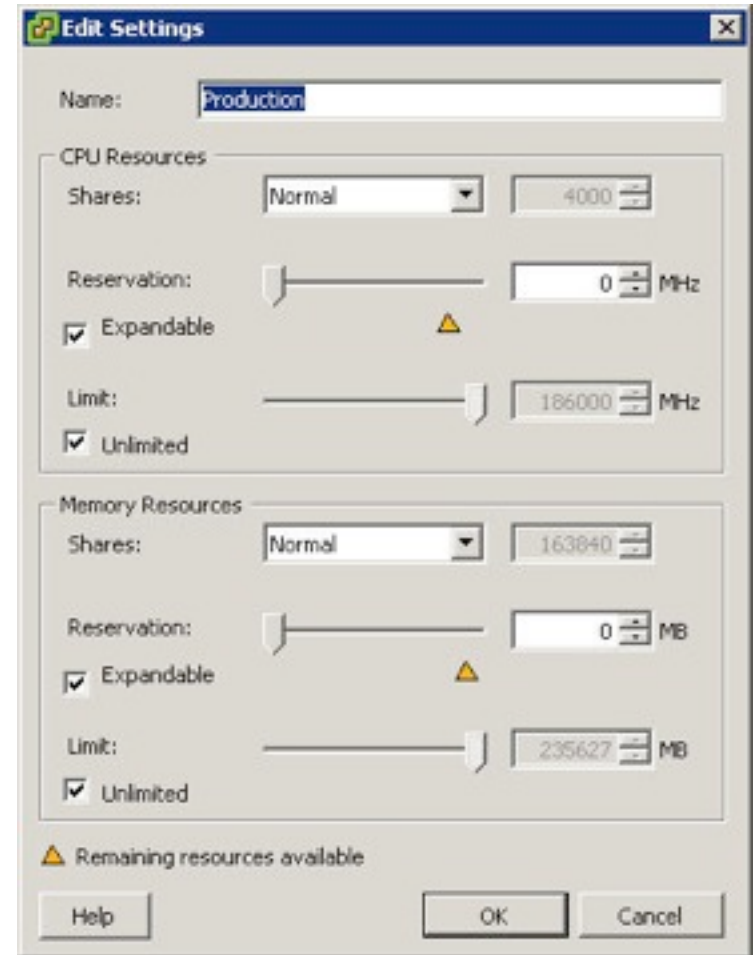 Edit Settings
Name: Production
CPU Resources
Shares: Normal 4000
Reservation: 0 MHz
Expandable
Limit: 186000 MHz
Unlimited
Memory Resources
Shares: Normal 163840
Reservation: 0 MB
Expandable
Limit: 235627 MB
Unlimited
Remaining resources available
Help OK Cancel